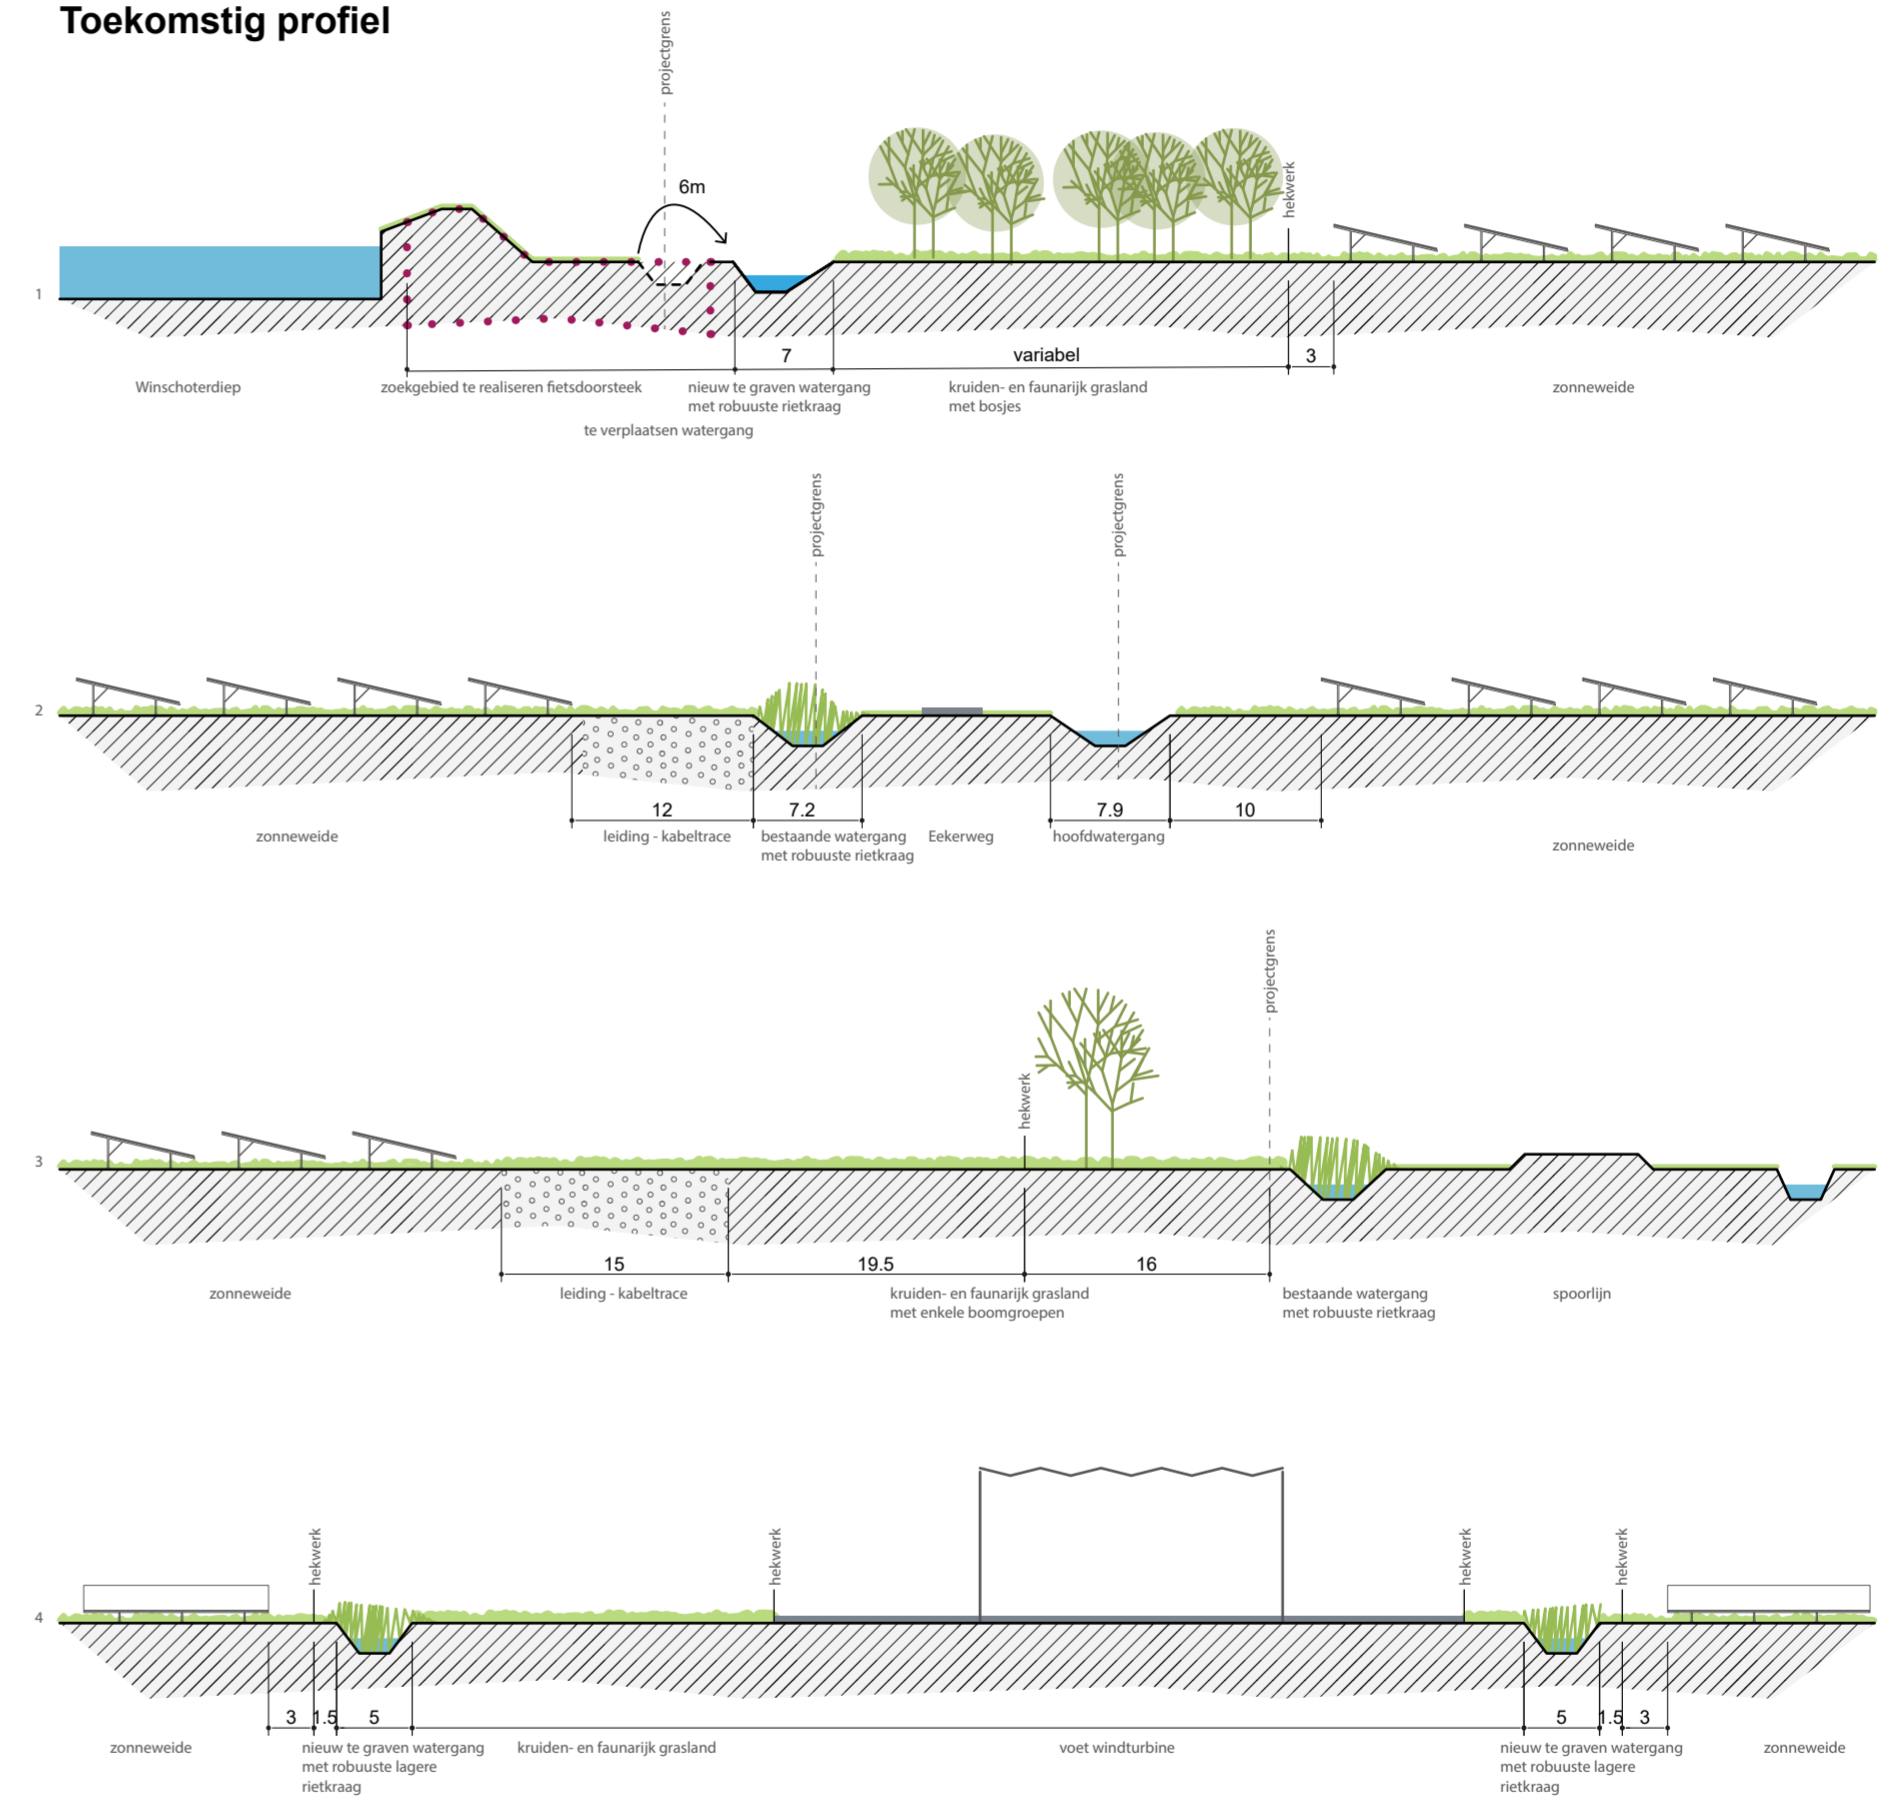 Toekomstig profiel
projectgrens
6m
hekwerk
1
7
variabel
3
Winschoterdiep
zoekgebied te realiseren fietsdoorsteek
nieuw te graven watergang
met robuuste rietkraag
kruiden- en faunarijk grasland
met bosjes
zonneweide
te verplaatsen watergang
projectgrens
projectgrens
2
12
7.2
7.9
10
zonneweide
leiding - kabeltrace
bestaande watergang
met robuuste rietkraag
Eekerweg
hoofdwatergang
zonneweide
projectgrens
hekwerk
3
15
19.5
16
zonneweide
leiding - kabeltrace
kruiden- en faunarijk grasland
met enkele boomgroepen
bestaande watergang
met robuuste rietkraag
spoorlijn
hekwerk
hekwerk
hekwerk
hekwerk
4
3
1.5
5
5
1.5
3
zonneweide
nieuw te graven watergang
met robuuste lagere
rietkraag
kruiden- en faunarijk grasland
voet windturbine
nieuw te graven watergang
met robuuste lagere
rietkraag
zonneweide